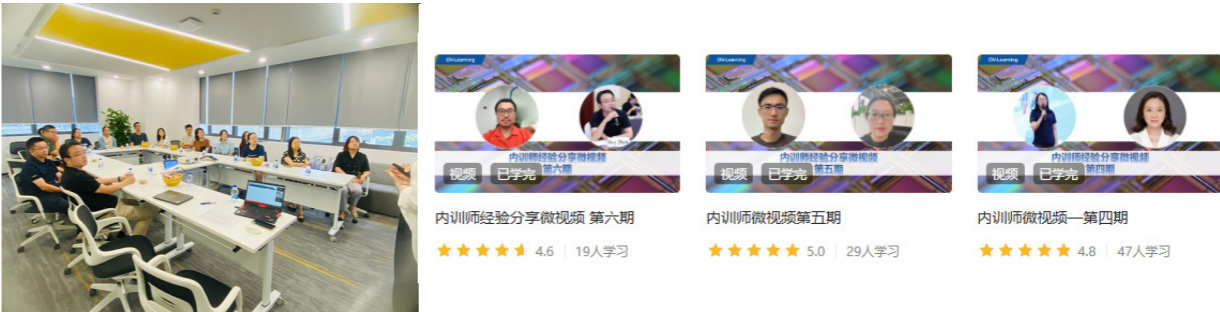 OV-Learning
内训师经验分享微视频
第六期
视频 已学完
内训师经验分享微视频 第六期
4.6 19人学习
OV-Learning
内训师经验分享微视频
第五期
视频 已学完
内训师微视频第五期
5.0 29人学习
OV-Learning
内训师经验分享微视频
第四期
视频 已学完
内训师微视频—第四期
4.8 47人学习